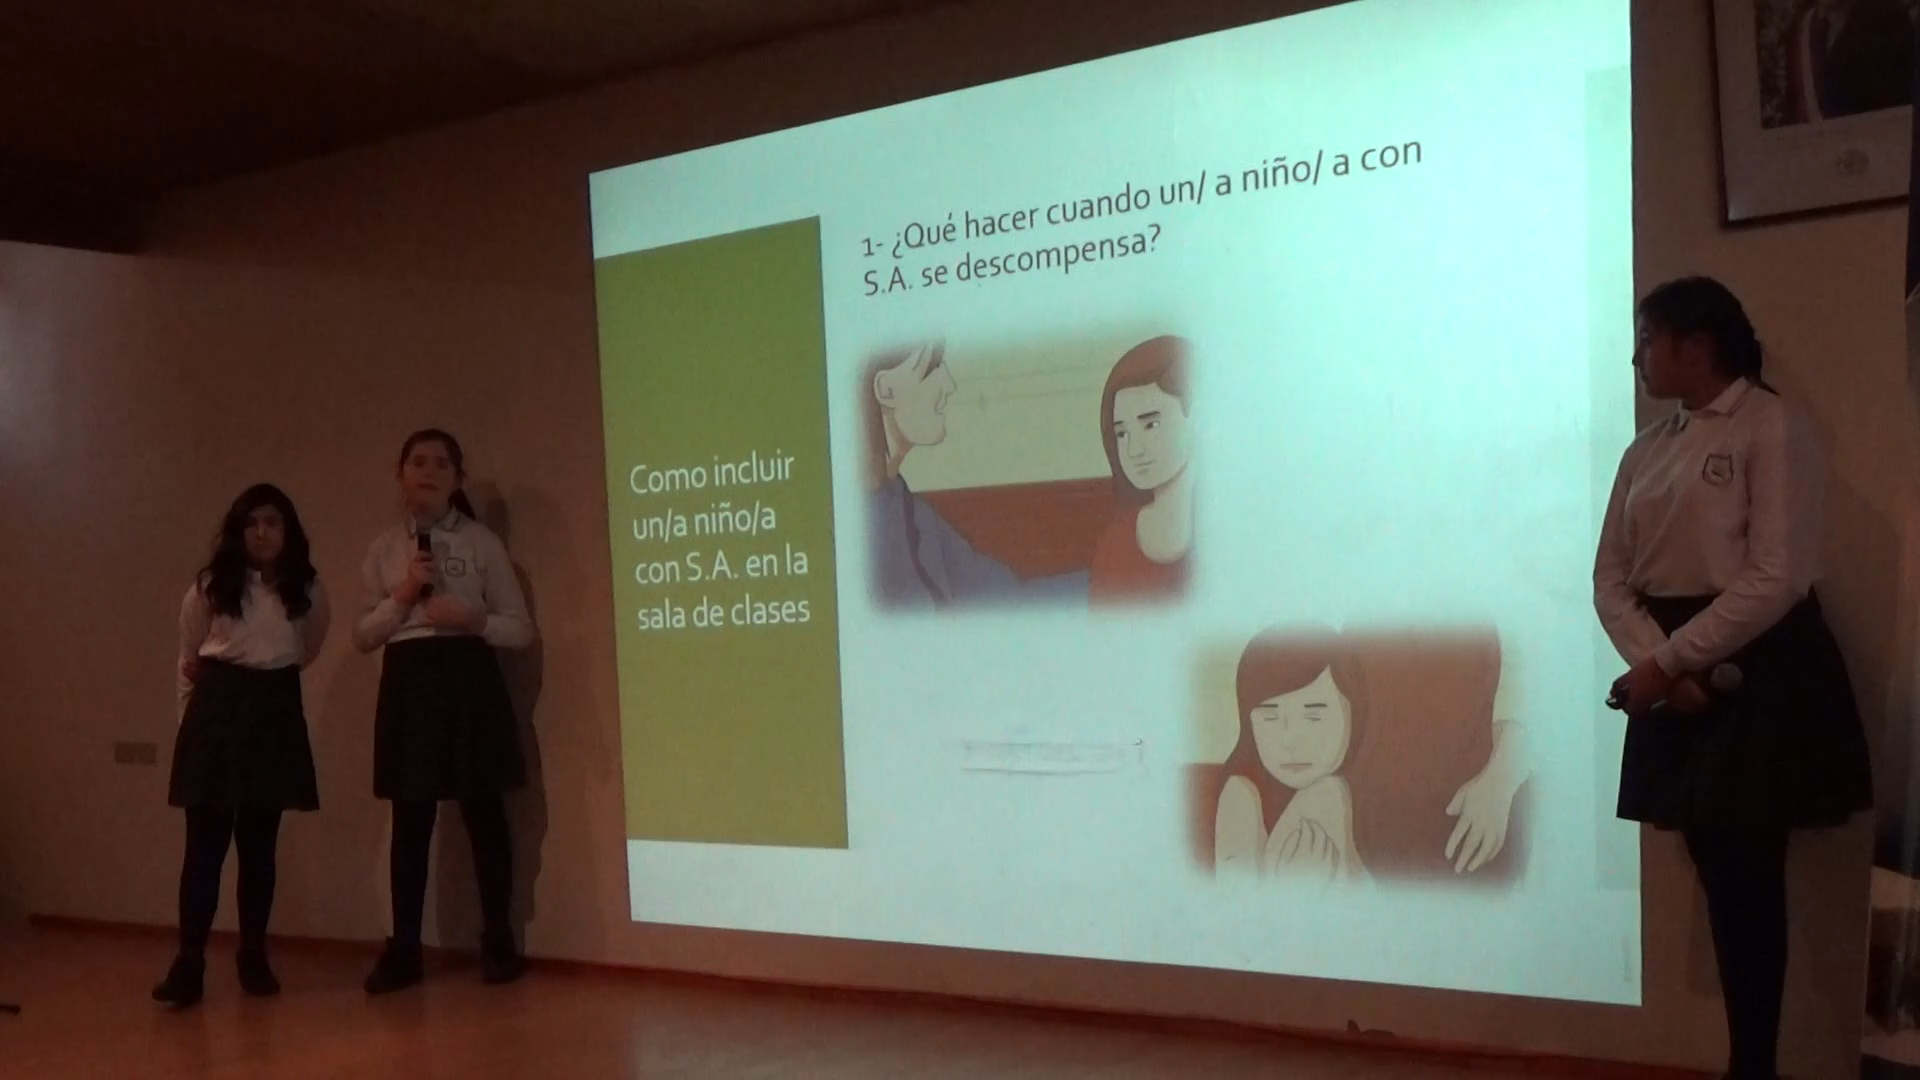 1- ¿Qué hacer cuando un/ a niño/ a con
S.A. se descompensa?
Como incluir
un/a niño/a
con S.A. en la
sala de clases